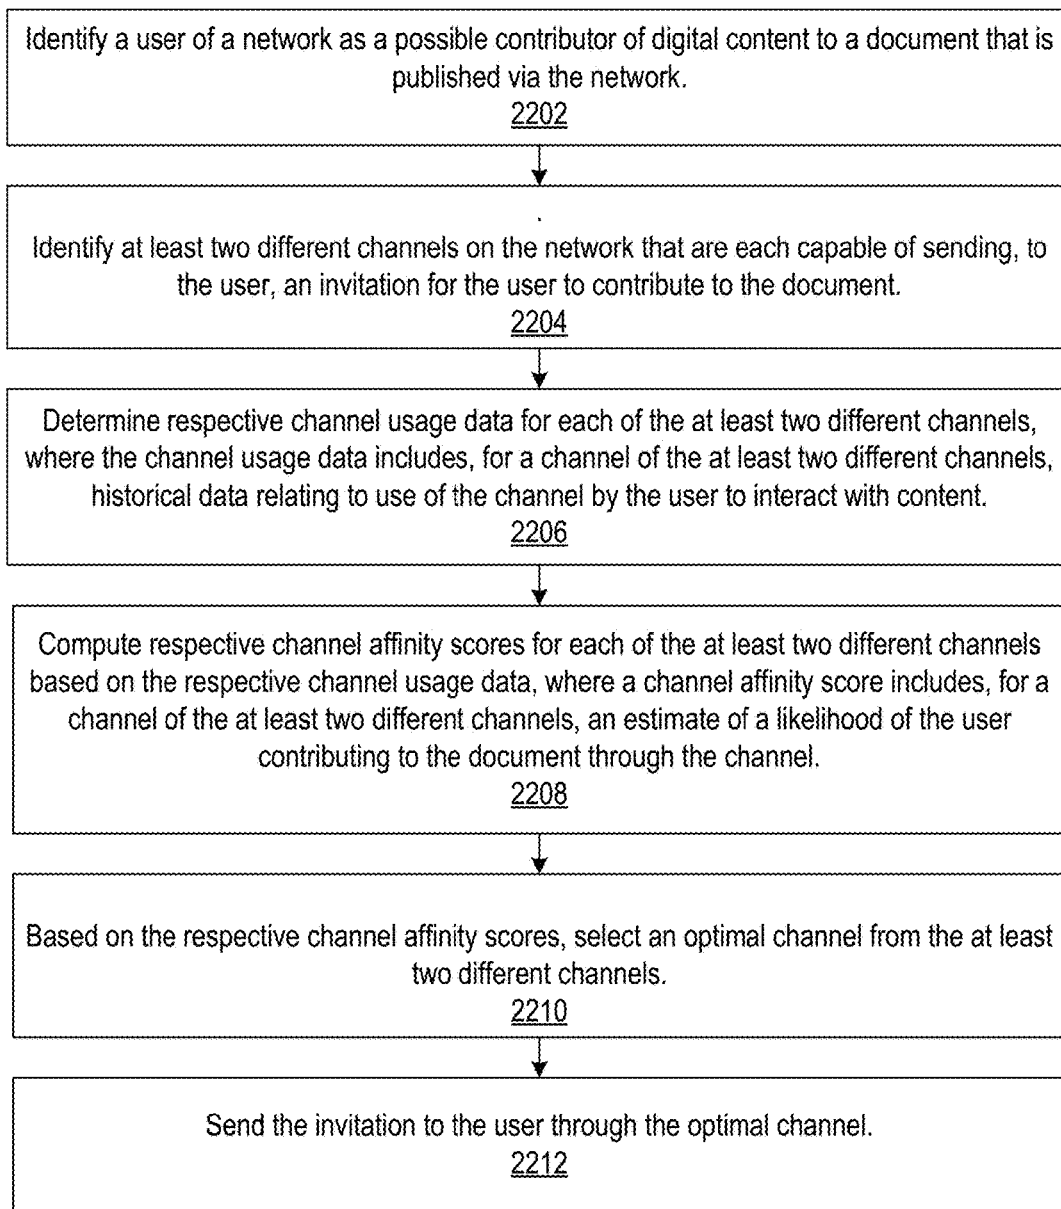 Identify a user of a network as a possible contributor of digital content to a document that is
published via the network.
2202
Identify at least two different channels on the network that are each capable of sending, to
the user, an invitation for the user to contribute to the document.
2204
Determine respective channel usage data for each of the at least two different channels,
where the channel usage data includes, for a channel of the at least two different channels,
historical data relating to use of the channel by the user to interact with content.
2206
Compute respective channel affinity scores for each of the at least two different channels
based on the respective channel usage data, where a channel affinity score includes, for a
channel of the at least two different channels, an estimate of a likelihood of the user
contributing to the document through the channel.
2208
Based on the respective channel affinity scores, select an optimal channel from the at least
two different channels.
2210
Send the invitation to the user through the optimal channel.
2212